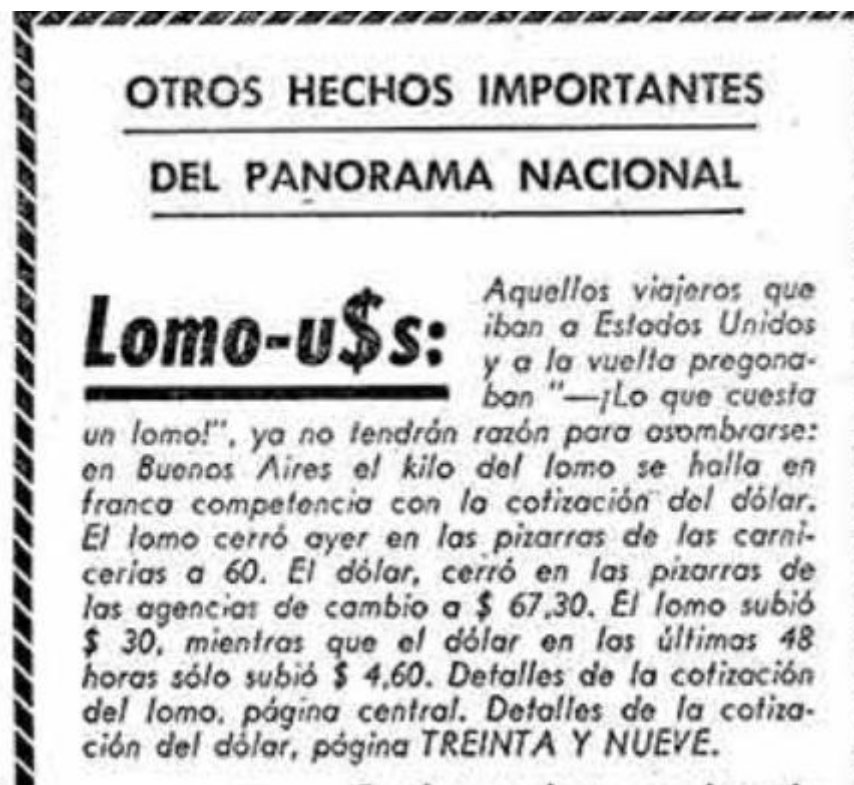 OTROS HECHOS IMPORTANTES
DEL PANORAMA NACIONAL
Lomo-u$s:
Aquellos viajeros que
iban a Estados Unidos
y a la vuelta pregona-
ban "—¡Lo que cuesta
un lomo!", ya no tendrán razón para asombrarse:
en Buenos Aires el kilo del lomo se halla en
franca competencia con la cotización del dólar.
El lomo cerró ayer en las pizarras de las carni-
cerías a 60. El dólar, cerró en las pizarras de
las agencias de cambio a $ 67,30. El lomo subió
$ 30, mientras que el dólar en las últimas 48
horas sólo subió $ 4,60. Detalles de la cotización
del lomo, página central. Detalles de la cotiza-
ción del dólar, página TREINTA Y NUEVE.